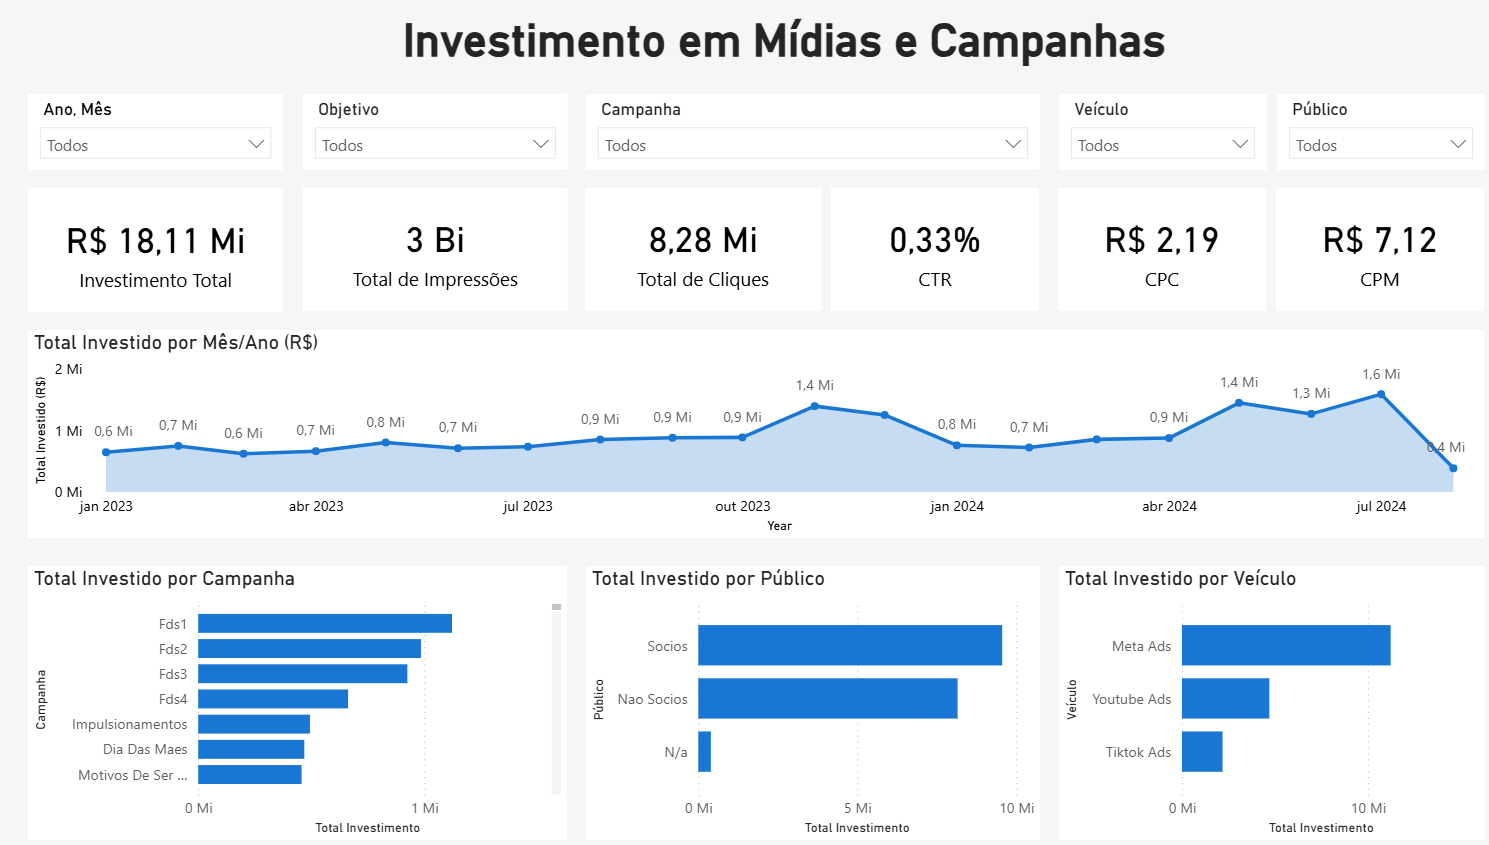 Investimento em Mídias e Campanhas
Ano, Mês
Todos
Objetivo
Todos
Campanha
Todos
Veículo
Todos
Público
Todos
R$ 18,11 Mi
Investimento Total
3 Bi
Total de Impressões
8,28 Mi
Total de Cliques
0,33%
CTR
R$ 2,19
CPC
R$ 7,12
CPM
Total Investido por Mês/Ano (R$)
Total Investido (R$)
2 Mi
1 Mi
0 Mi
0,6 Mi
0,7 Mi
0,6 Mi
0,7 Mi
0,8 Mi
0,7 Mi
0,9 Mi
0,9 Mi
0,9 Mi
1,4 Mi
0,8 Mi
0,7 Mi
0,9 Mi
1,4 Mi
1,3 Mi
1,6 Mi
0,4 Mi
jan 2023
abr 2023
jul 2023
out 2023
jan 2024
abr 2024
jul 2024
Year
Total Investido por Campanha
Campanha
Fds1
Fds2
Fds3
Fds4
Impulsionamentos
Dia Das Maes
Motivos De Ser ...
0 Mi
1 Mi
Total Investimento
Total Investido por Público
Público
Socios
Nao Socios
N/a
0 Mi
5 Mi
10 Mi
Total Investimento
Total Investido por Veículo
Veículo
Meta Ads
Youtube Ads
Tiktok Ads
0 Mi
10 Mi
Total Investimento